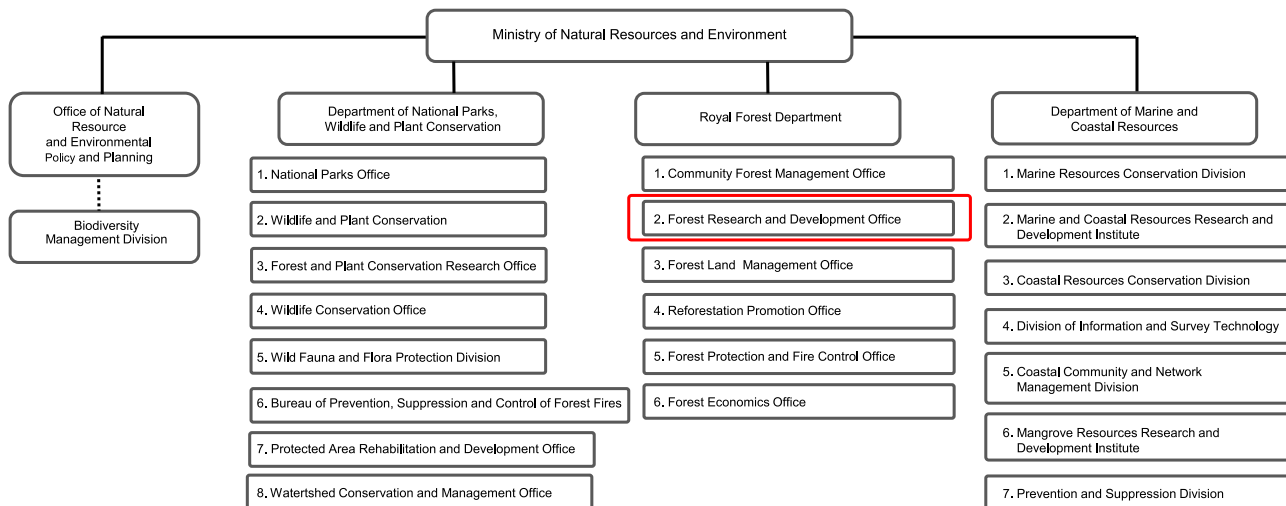 Ministry of Natural Resources and Environment
Office of Natural
Resource
and Environmental
Policy and Planning
Biodiversity
Management Division
Department of National Parks,
Wildlife and Plant Conservation
1. National Parks Office
2. Wildlife and Plant Conservation
3. Forest and Plant Conservation Research Office
4. Wildlife Conservation Office
5. Wild Fauna and Flora Protection Division
6. Bureau of Prevention, Suppression and Control of Forest Fires
7. Protected Area Rehabilitation and Development Office
8. Watershed Conservation and Management Office
Royal Forest Department
1. Community Forest Management Office
2. Forest Research and Development Office
3. Forest Land Management Office
4. Reforestation Promotion Office
5. Forest Protection and Fire Control Office
6. Forest Economics Office
Department of Marine and
Coastal Resources
1. Marine Resources Conservation Division
2. Marine and Coastal Resources Research and
Development Institute
3. Coastal Resources Conservation Division
4. Division of Information and Survey Technology
5. Coastal Community and Network
Management Division
6. Mangrove Resources Research and
Development Institute
7. Prevention and Suppression Division